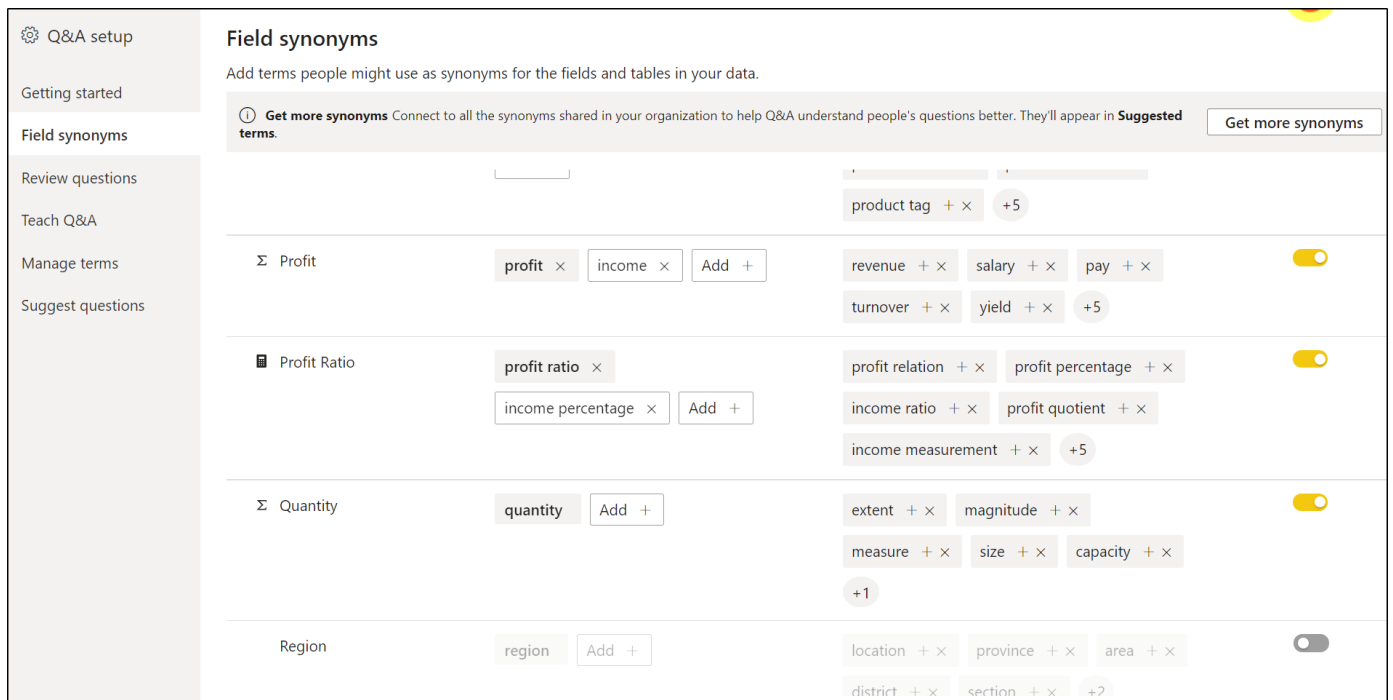 Q&A setup
Getting started
Field synonyms
Review questions
Teach Q&A
Manage terms
Suggest questions
Field synonyms
Add terms people might use as synonyms for the fields and tables in your data.
Get more synonyms Connect to all the synonyms shared in your organization to help Q&A understand people's questions better. They'll appear in Suggested
terms.
Get more synonyms
product tag + × +5
Σ Profit profit × income × Add + revenue + × salary + × pay + ×
turnover + × yield + × +5
Profit Ratio profit ratio × profit relation + × profit percentage + ×
income percentage × Add + income ratio + × profit quotient + ×
income measurement + × +5
Σ Quantity quantity Add + extent + × magnitude + ×
measure + × size + × capacity + ×
+1
Region region Add + location + × province + × area + ×
district + × section + × +2